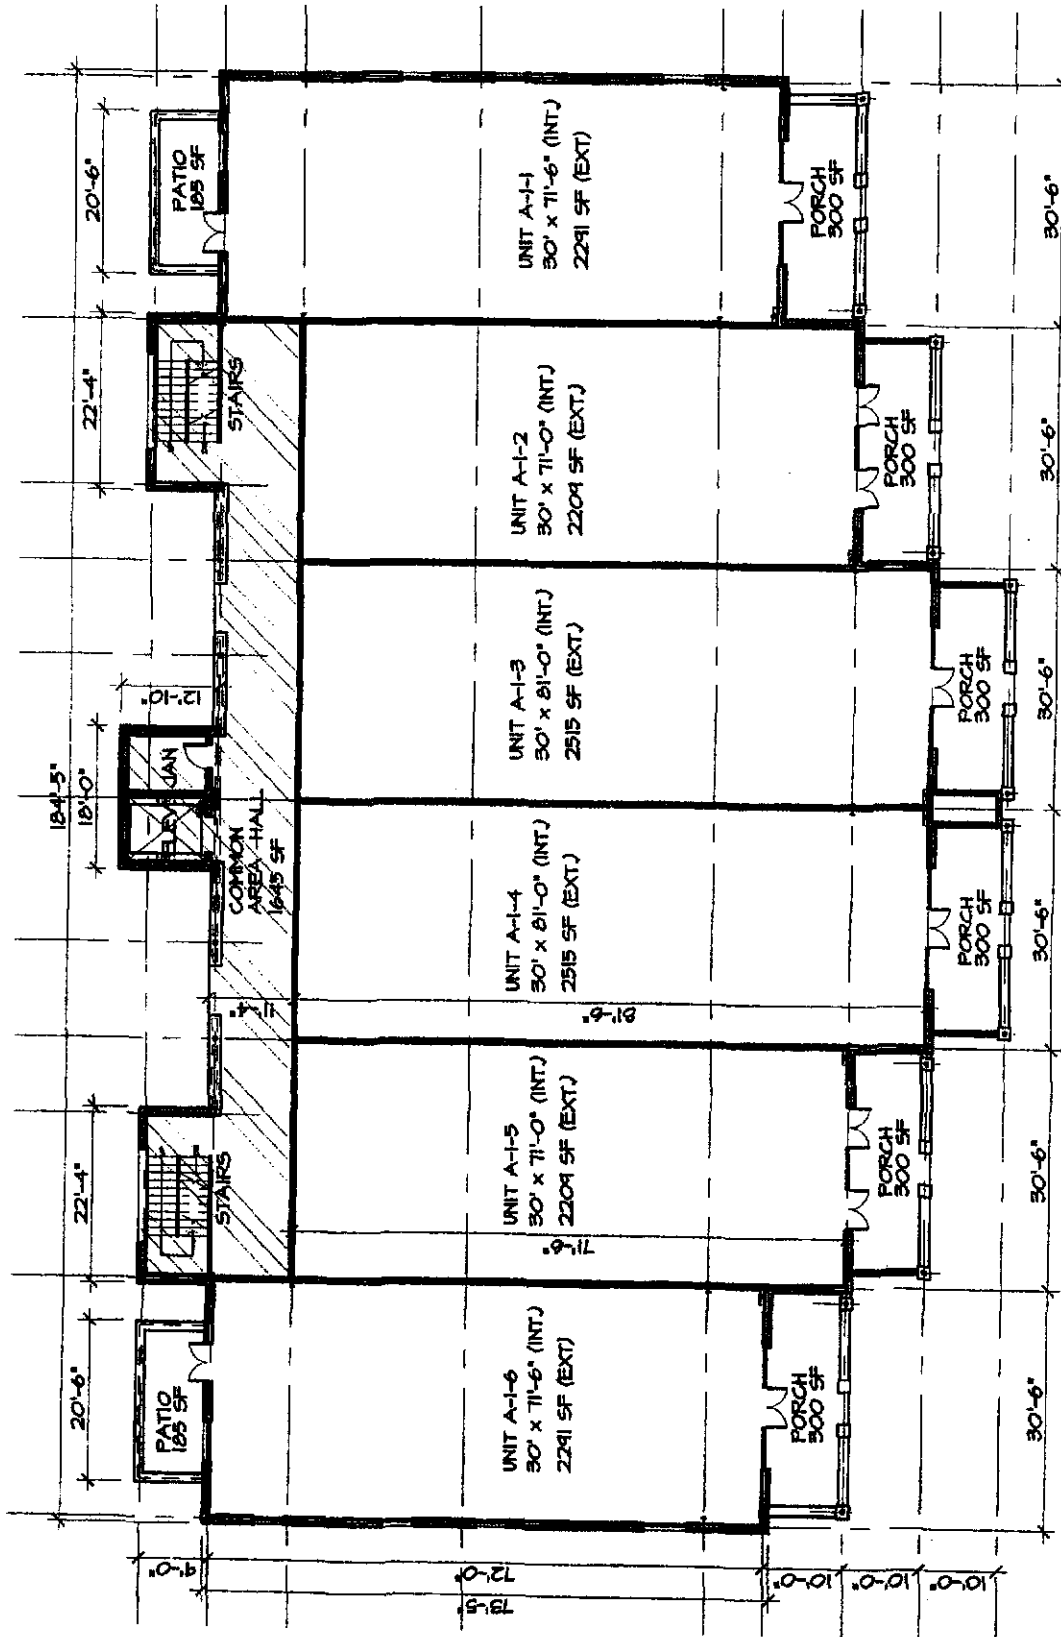 184'-5"
20'-6"
22'-4"
18'-0"
22'-4"
20'-6"
PATIO
185 SF
STAIRS
12'-10"
ELEV
JAN
COMMON
AREA HALL
1645 SF
11'-4"
STAIRS
PATIO
185 SF
UNIT A-1-1
30' x 71'-6" (INT.)
2291 SF (EXT)
UNIT A-1-2
30' x 71'-0" (INT.)
2209 SF (EXT.)
UNIT A-1-3
30' x 81'-0" (INT.)
2515 SF (EXT.)
UNIT A-1-4
30' x 81'-0" (INT.)
2515 SF (EXT.)
81'-6"
UNIT A-1-5
30' x 71'-0" (INT.)
2209 SF (EXT.)
71'-6"
UNIT A-1-6
30' x 71'-6" (INT.)
2291 SF (EXT)
PORCH
300 SF
PORCH
300 SF
PORCH
300 SF
PORCH
300 SF
PORCH
300 SF
PORCH
300 SF
30'-6"
30'-6"
30'-6"
30'-6"
30'-6"
30'-6"
9'-0"
72'-0"
73'-5"
10'-0"
10'-0"
10'-0"